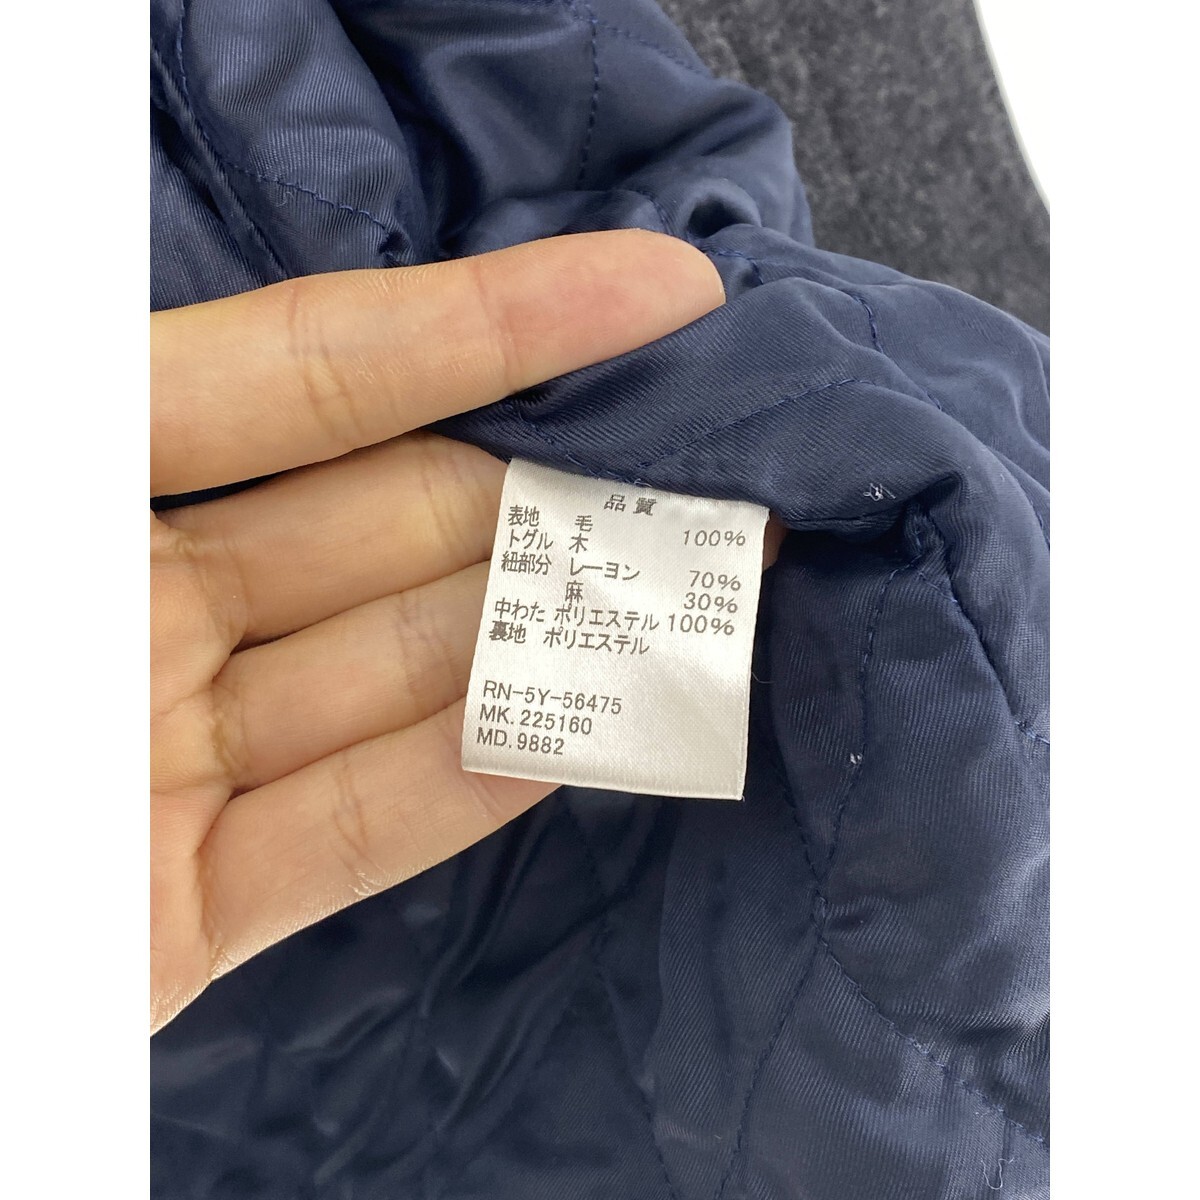 品質
表地 毛 100%
トグル 木
紐部分 レーヨン 70%
麻 30%
中わた ポリエステル 100%
裏地 ポリエステル
RN-5Y-56475
MK.225160
MD.9882